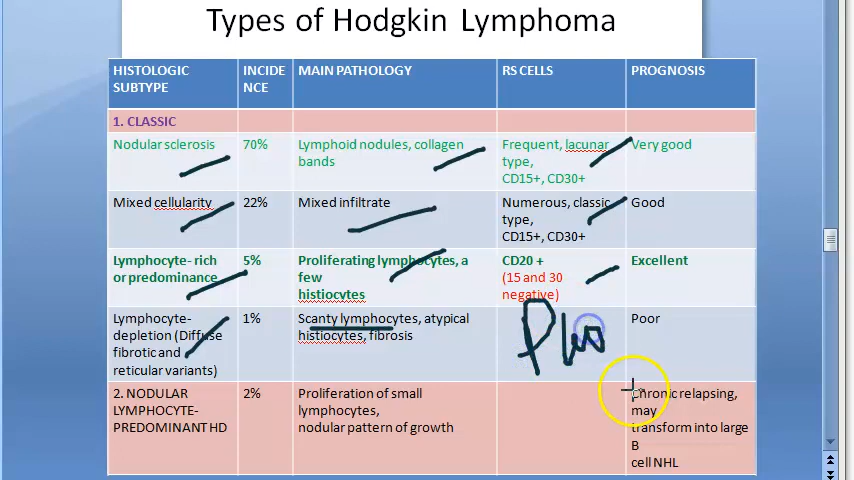 Types of Hodgkin Lymphoma
HISTOLOGIC SUBTYPE
INCIDE NCE
MAIN PATHOLOGY
RS CELLS
PROGNOSIS
1. CLASSIC
Nodular sclerosis
70%
Lymphoid nodules, collagen
bands
Frequent, lacunar
type,
CD15+, CD30+
Very good
Mixed cellularity
22%
Mixed infiltrate
Numerous, classic
type,
CD15+, CD30+
Good
Lymphocyte- rich
or predominance
5%
Proliferating lymphocytes, a
few
histiocytes
CD20 +
(15 and 30
negative)
Excellent
Lymphocyte-
depletion (Diffuse
fibrotic and
reticular variants)
1%
Scanty lymphocytes, atypical
histiocytes, fibrosis
Poor
2. NODULAR
LYMPHOCYTE-
PREDOMINANT HD
2%
Proliferation of small
lymphocytes,
nodular pattern of growth
Chronic relapsing,
may
transform into large
B
cell NHL